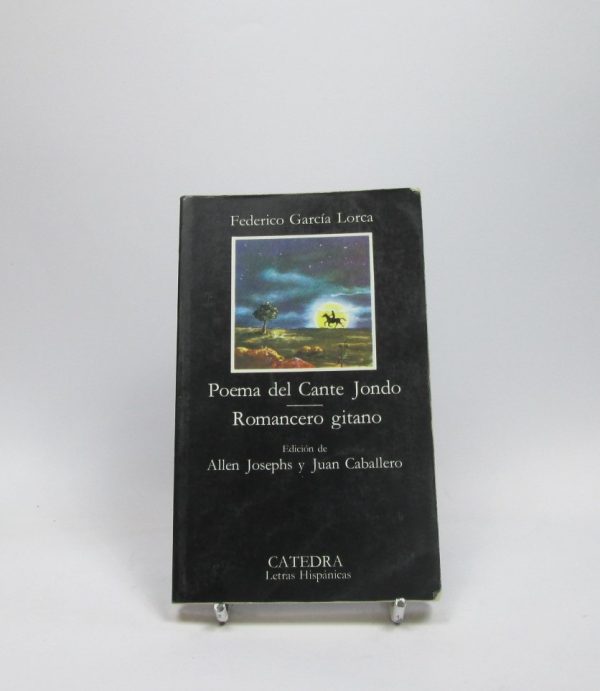 Federico García Lorca
Poema del Cante Jondo
Romancero gitano
Edición de
Allen Josephs y Juan Caballero
CATEDRA
Letras Hispánicas